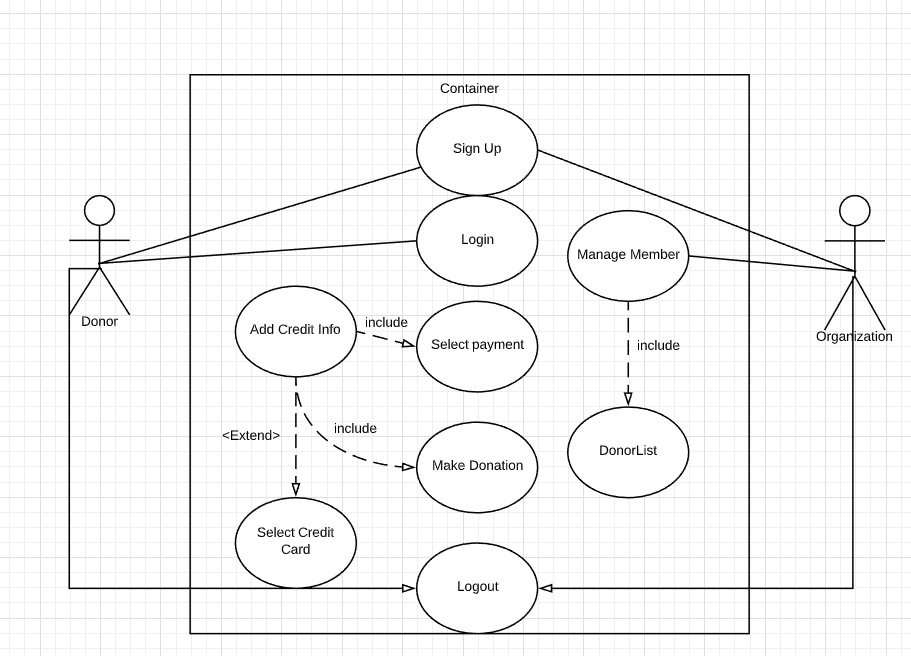 Container
Sign Up
Login
Manage Member
Donor
Organization
Add Credit Info
include
Select payment
include
<Extend>
include
Make Donation
DonorList
Select Credit
Card
Logout